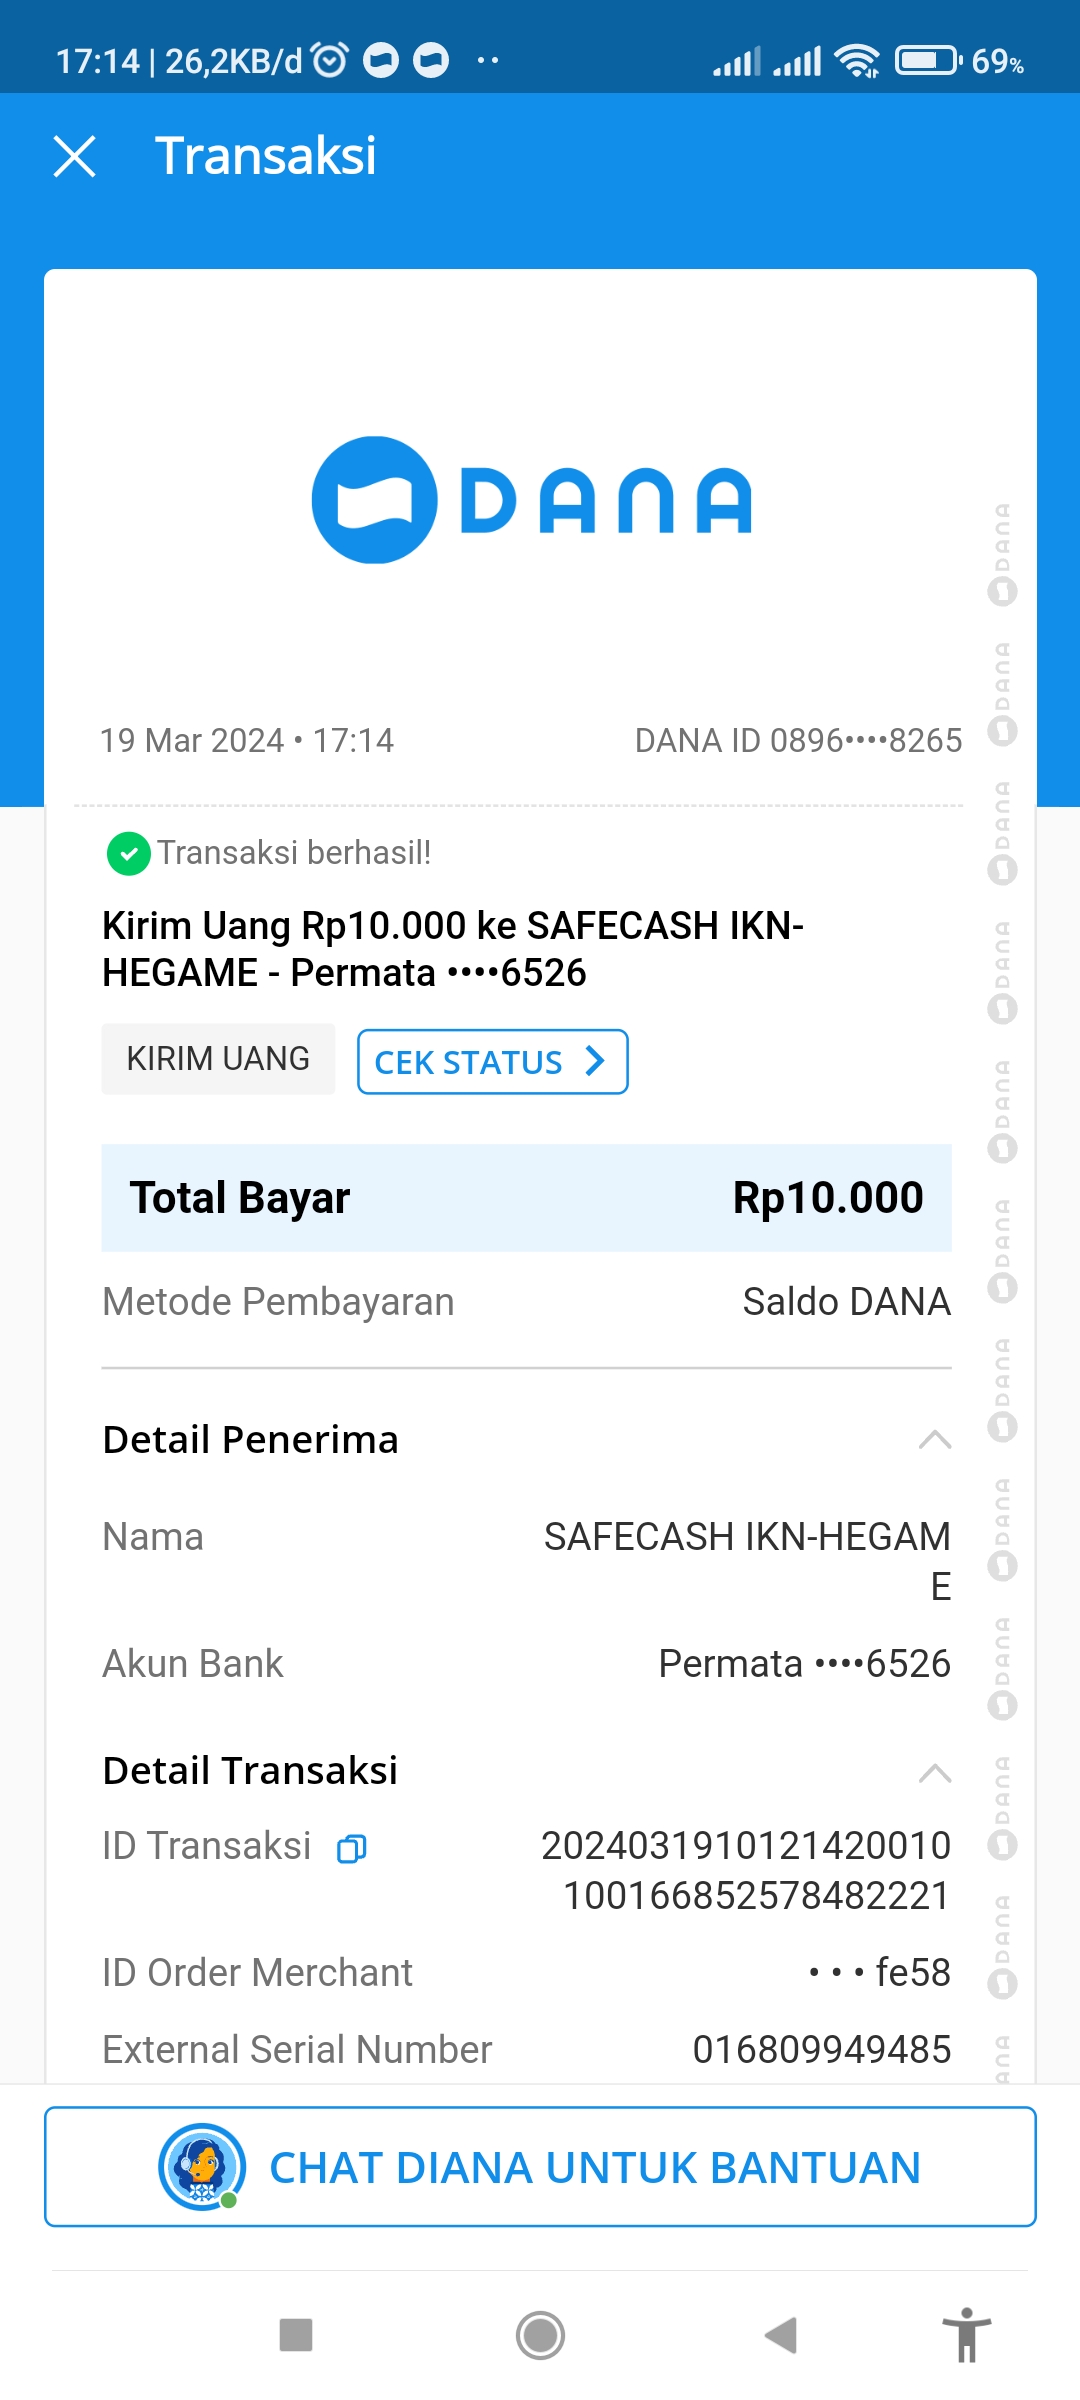 17:14 | 26,2KB/d
69%
Transaksi
DANA
19 Mar 2024 • 17:14
DANA ID 0896••••8265
Transaksi berhasil!
Kirim Uang Rp10.000 ke SAFECASH IKN-
HEGAME - Permata ••••6526
KIRIM UANG
CEK STATUS
Total Bayar
Rp10.000
Metode Pembayaran
Saldo DANA
Detail Penerima
Nama
SAFECASH IKN-HEGAM
E
Akun Bank
Permata ••••6526
Detail Transaksi
ID Transaksi
2024031910121420010
100166852578482221
ID Order Merchant
• • • fe58
External Serial Number
016809949485
DANA
DANA
DANA
DANA
DANA
DANA
DANA
DANA
DANA
DANA
DANA
ANA
CHAT DIANA UNTUK BANTUAN